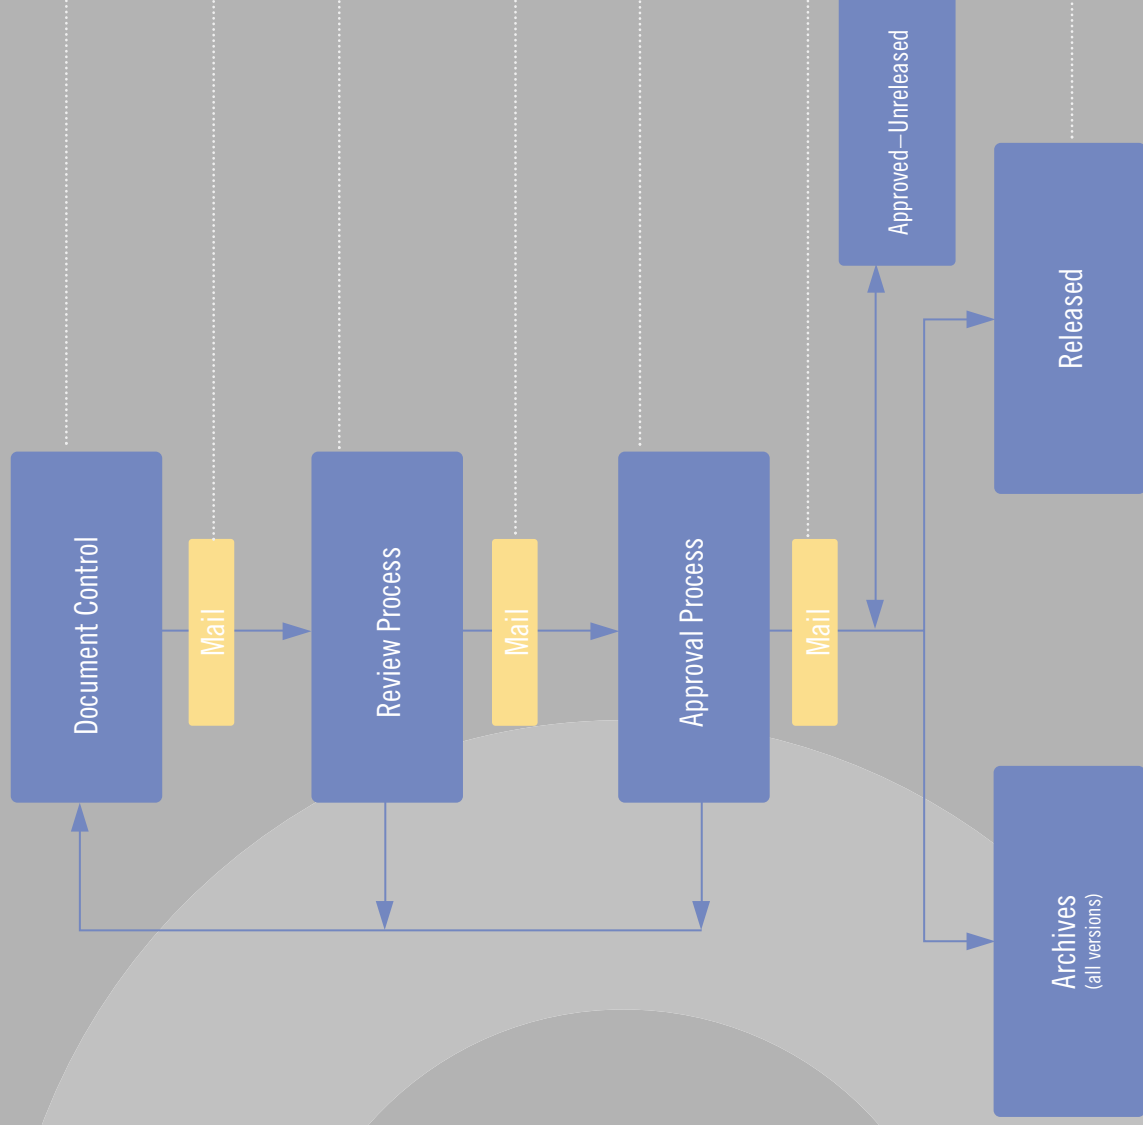 Document Control
Mail
Review Process
Mail
Approval Process
Mail
Approved—Unreleased
Released
Archives
(all versions)